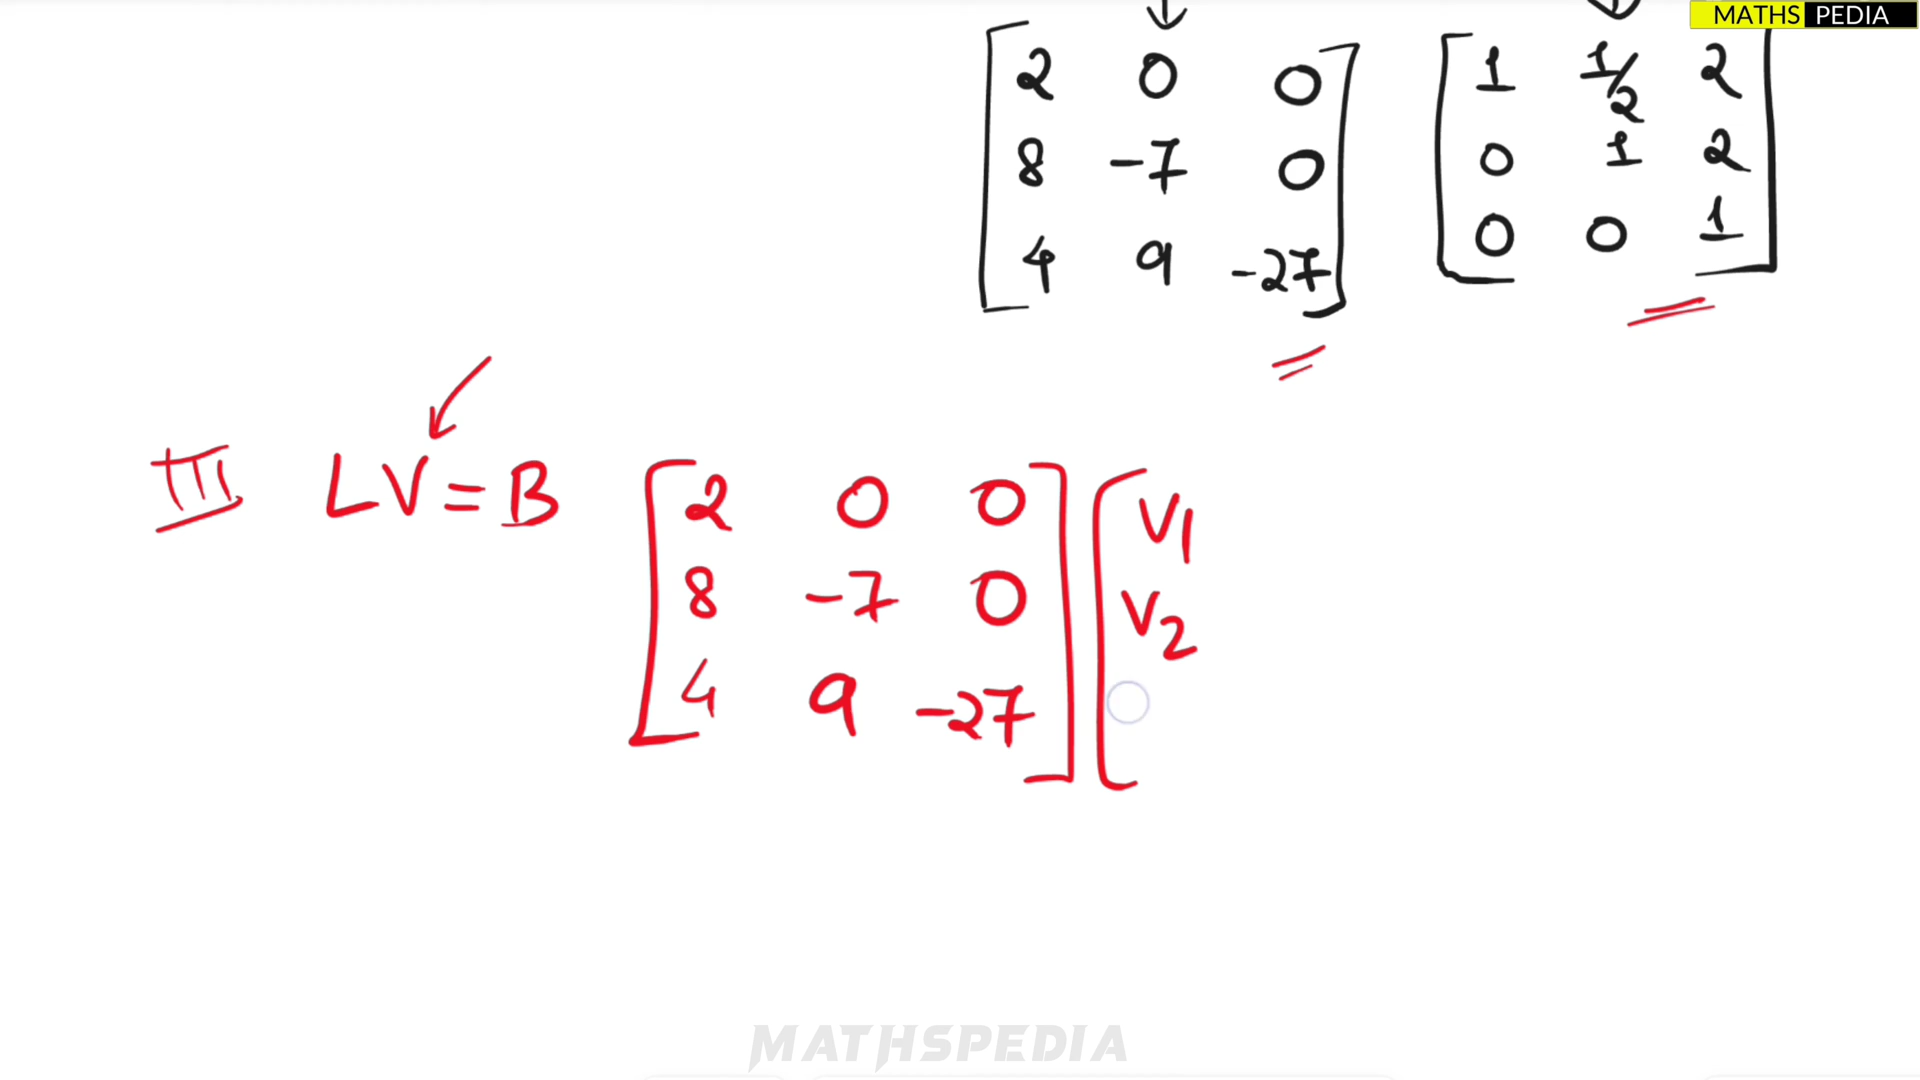 MATHS PEDIA
2 0 0 1 1/2 2
8 -7 0 0 1 2
4 9 -27 0 0 1
III LV = B 2 0 0 V1
8 -7 0 V2
4 9 -27
MATHSPEDIA